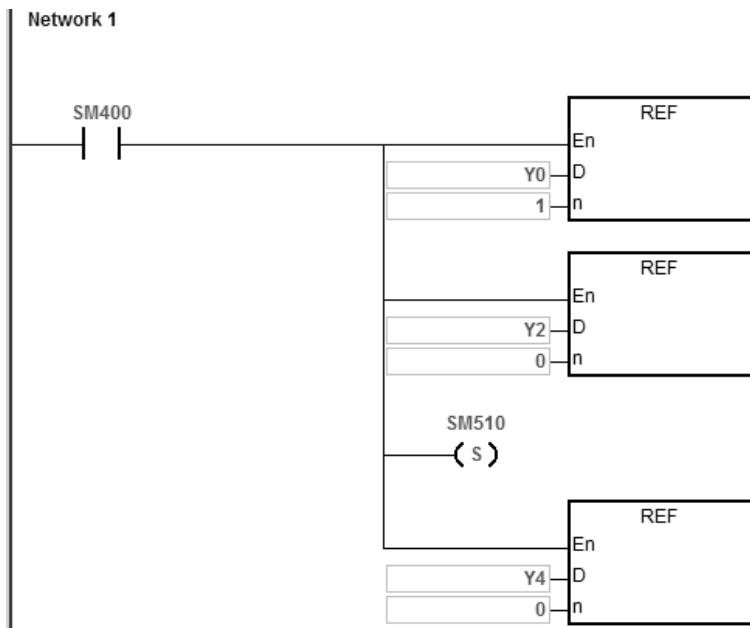 Network 1
SM400
REF
En
Y0 D
1 n
REF
En
Y2 D
0 n
SM510
S
REF
En
Y4 D
0 n